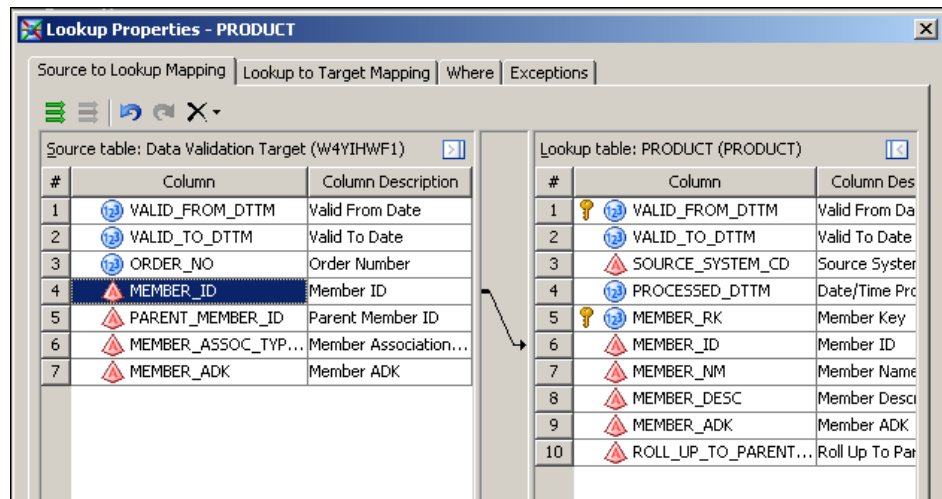 Lookup Properties - PRODUCT
Source to Lookup Mapping Lookup to Target Mapping Where Exceptions
Source table: Data Validation Target (W4YIHWF1)
# Column Column Description
1 VALID_FROM_DTTM Valid From Date
2 VALID_TO_DTTM Valid To Date
3 ORDER_NO Order Number
4 MEMBER_ID Member ID
5 PARENT_MEMBER_ID Parent Member ID
6 MEMBER_ASSOC_TYP... Member Association...
7 MEMBER_ADK Member ADK
Lookup table: PRODUCT (PRODUCT)
# Column Column Des
1 VALID_FROM_DTTM Valid From Da
2 VALID_TO_DTTM Valid To Date
3 SOURCE_SYSTEM_CD Source System
4 PROCESSED_DTTM Date/Time Pro
5 MEMBER_RK Member Key
6 MEMBER_ID Member ID
7 MEMBER_NM Member Name
8 MEMBER_DESC Member Descr
9 MEMBER_ADK Member ADK
10 ROLL_UP_TO_PARENT... Roll Up To Par